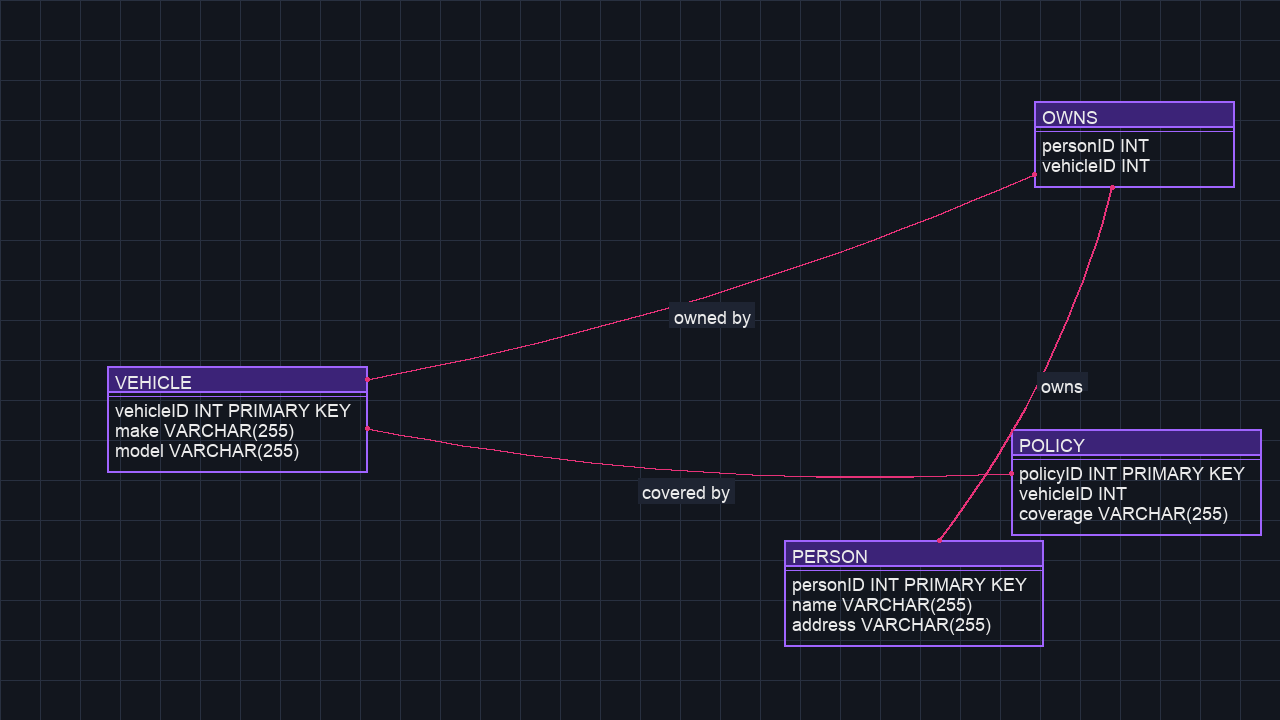 OWNS
personID INT
vehicleID INT
owned by
VEHICLE
vehicleID INT PRIMARY KEY
make VARCHAR(255)
model VARCHAR(255)
owns
POLICY
policyID INT PRIMARY KEY
vehicleID INT
coverage VARCHAR(255)
covered by
PERSON
personID INT PRIMARY KEY
name VARCHAR(255)
address VARCHAR(255)